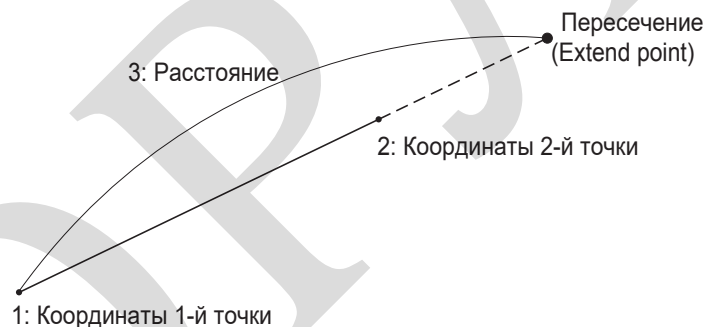 Пересечение
(Extend point)
3: Расстояние
2: Координаты 2-й точки
1: Координаты 1-й точки